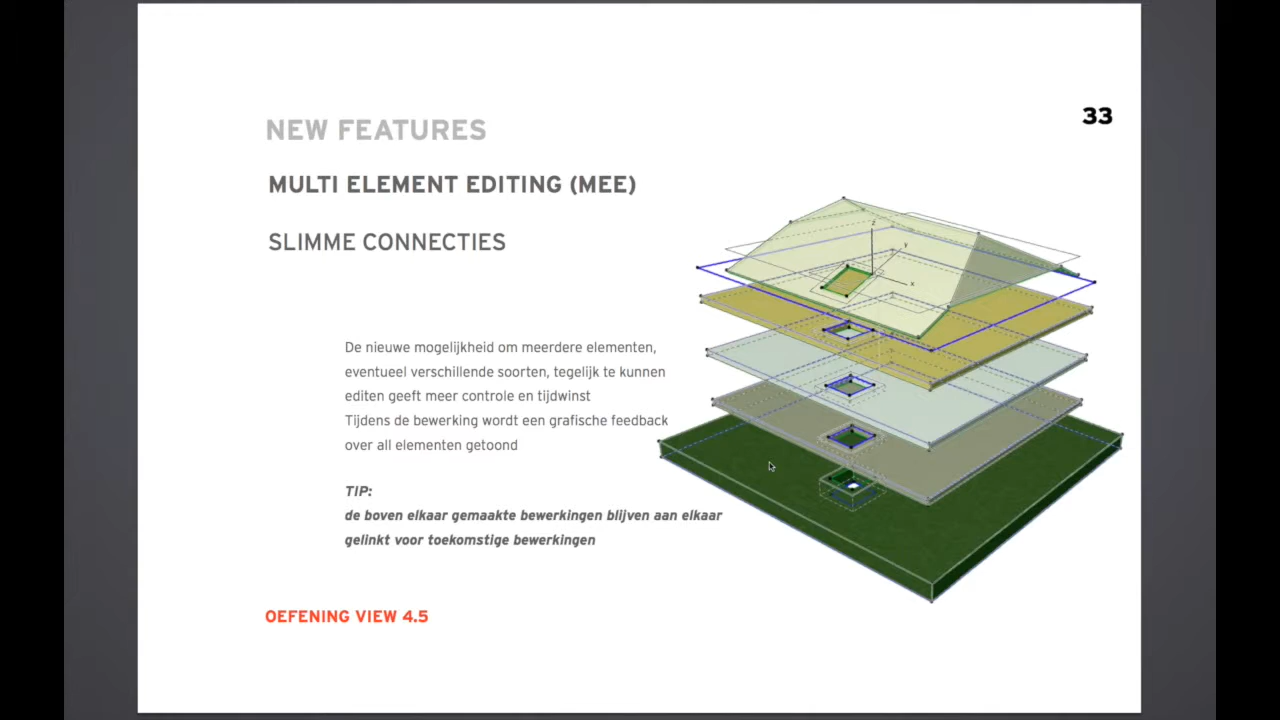 NEW FEATURES
33
MULTI ELEMENT EDITING (MEE)
SLIMME CONNECTIES
De nieuwe mogelijkheid om meerdere elementen,
eventueel verschillende soorten, tegelijk te kunnen
editen geeft meer controle en tijdwinst
Tijdens de bewerking wordt een grafische feedback
over all elementen getoond
TIP:
de boven elkaar gemaakte bewerkingen blijven aan elkaar
gelinkt voor toekomstige bewerkingen
OEFENING VIEW 4.5
z
y
x